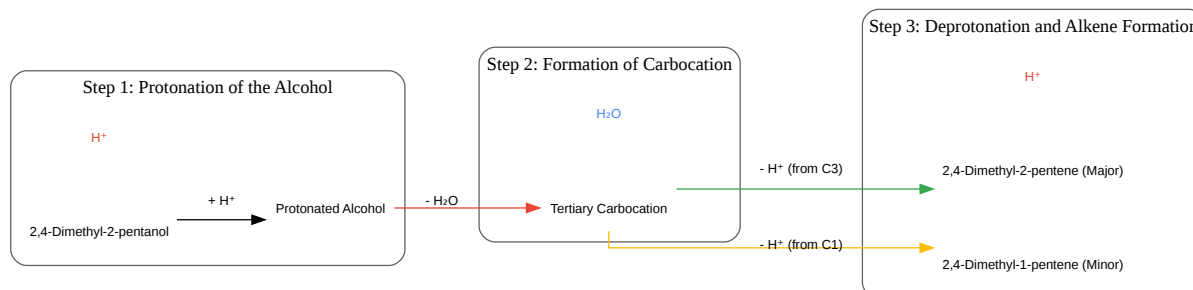 Step 1: Protonation of the Alcohol
H⁺
+ H⁺
2,4-Dimethyl-2-pentanol
Protonated Alcohol
- H₂O
Step 2: Formation of Carbocation
H₂O
Tertiary Carbocation
- H⁺ (from C3)
- H⁺ (from C1)
Step 3: Deprotonation and Alkene Formation
H⁺
2,4-Dimethyl-2-pentene (Major)
2,4-Dimethyl-1-pentene (Minor)